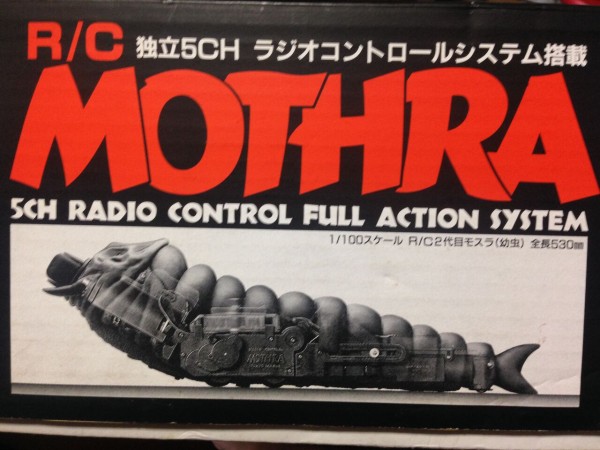 R/C 独立5CH ラジオコントロールシステム搭載
MOTHRA
5CH RADIO CONTROL FULL ACTION SYSTEM
1/100スケール R/C2代目モスラ(幼虫) 全長530㎜
MOTHRA